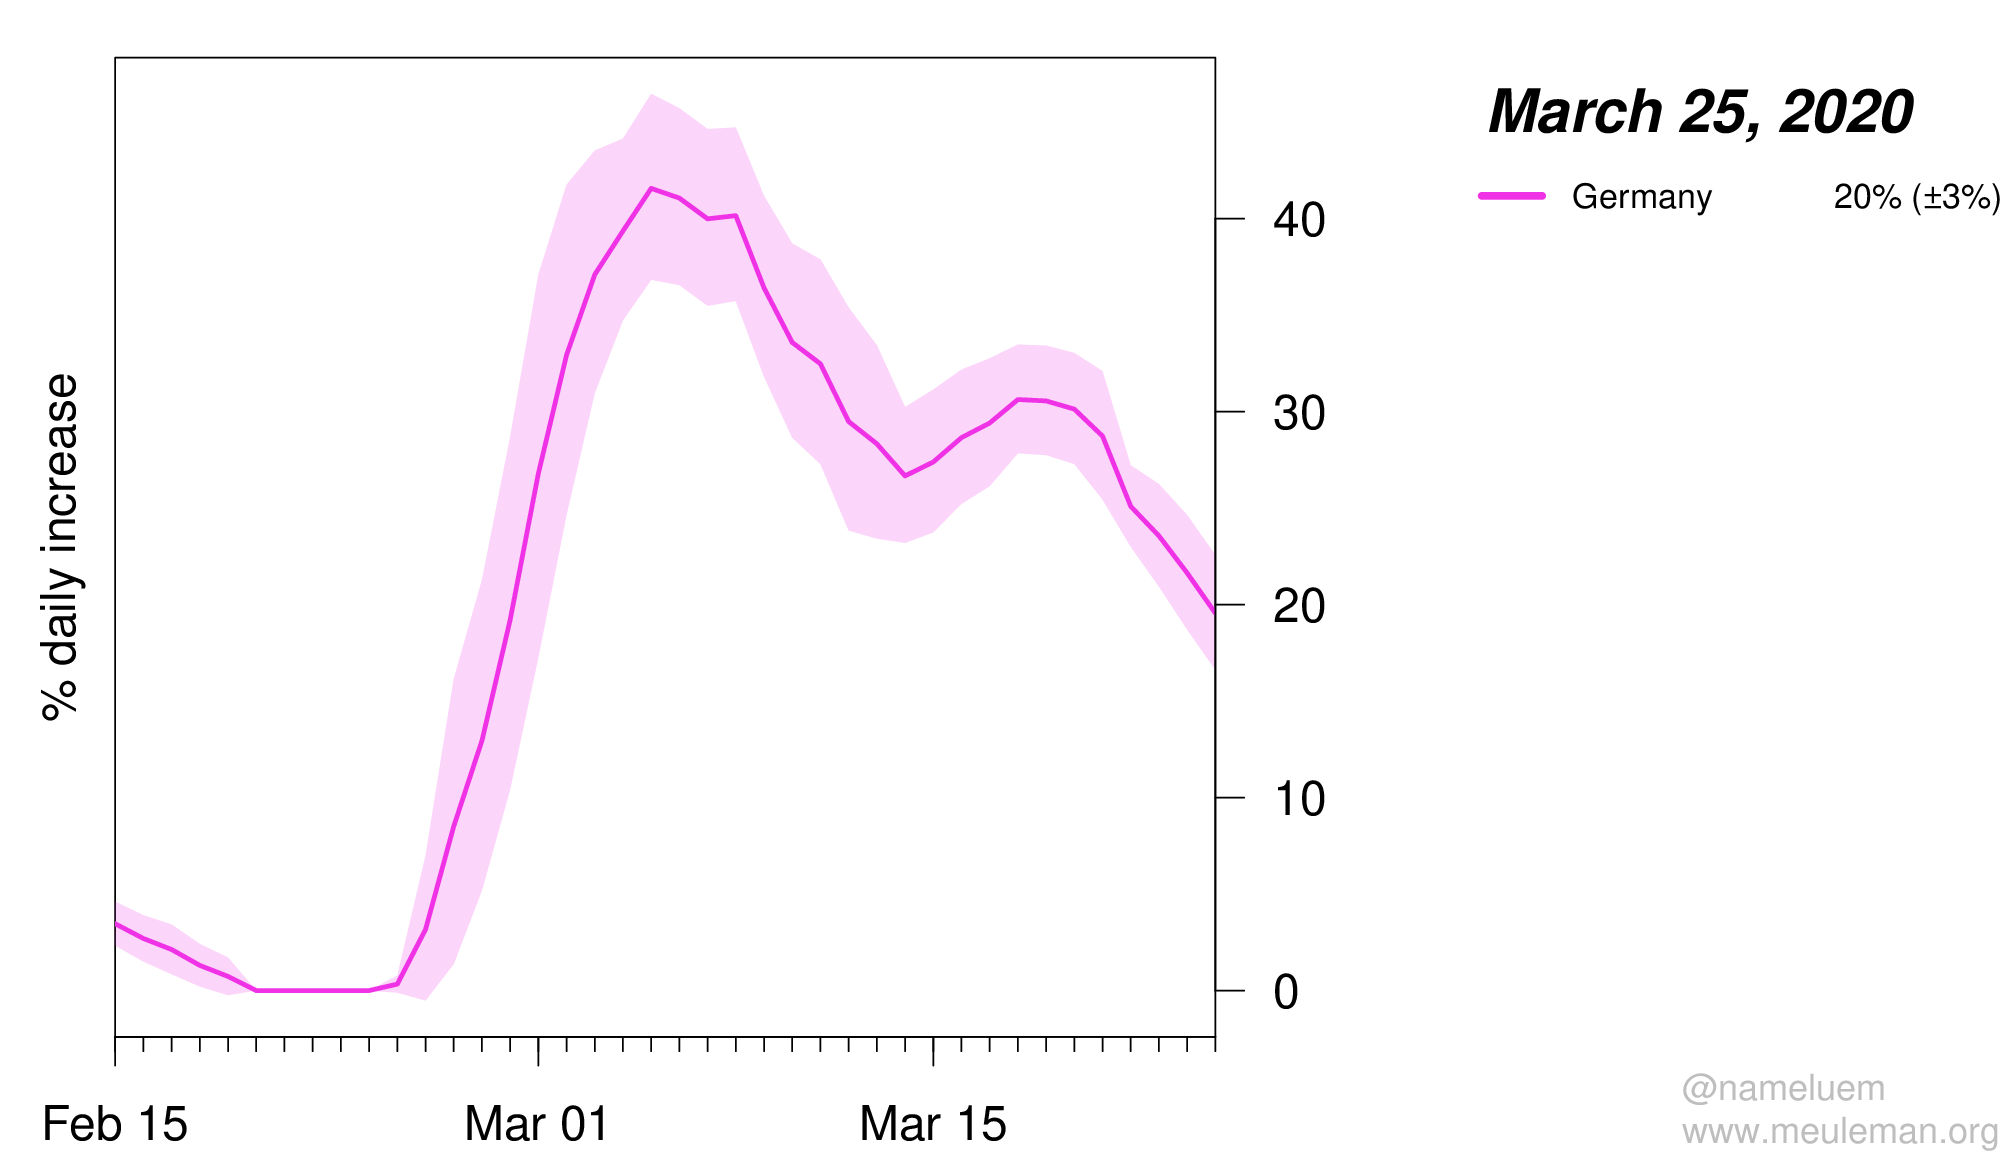 March 25, 2020
Germany 20% (±3%)
% daily increase
40
30
20
10
0
Feb 15 Mar 01 Mar 15
@nameluem
www.meuleman.org